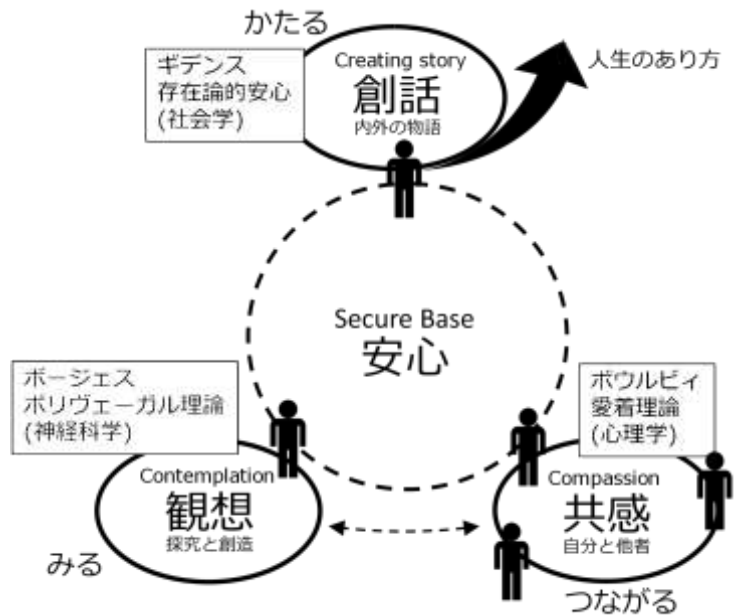 かたる
ギデンス
存在論的安心
(社会学)
Creating story
創話
内外の物語
人生のあり方
Secure Base
安心
ボージェス
ポリヴェーガル理論
(神経科学)
Contemplation
観想
探究と創造
みる
ボウルビィ
愛着理論
(心理学)
Compassion
共感
自分と他者
つながる